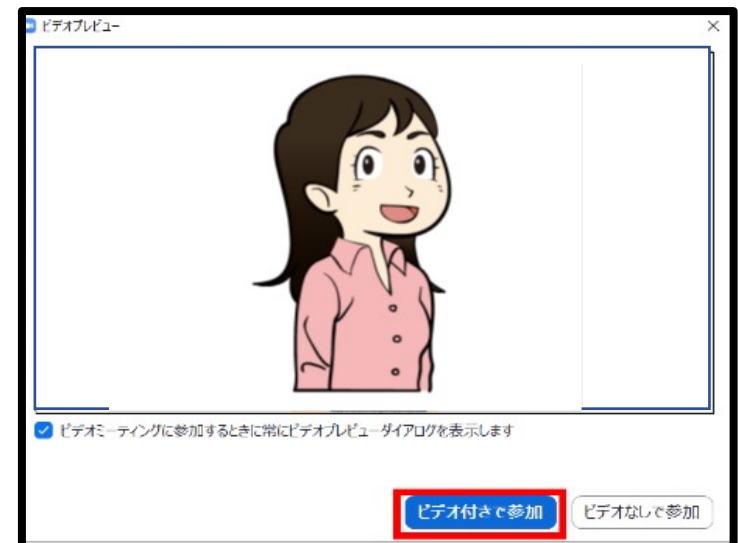 ビデオプレビュー
ビデオミーティングに参加するときに常にビデオプレビューダイアログを表示します
ビデオ付きで参加
ビデオなしで参加